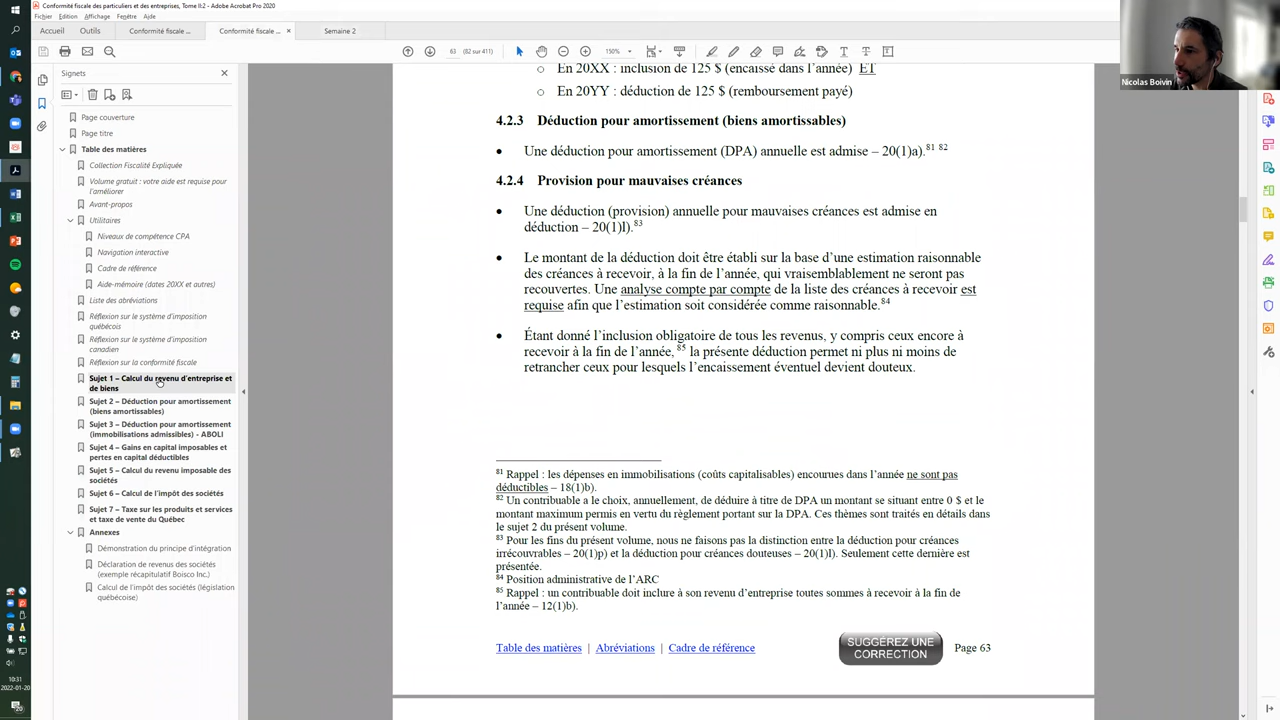 Conformité fiscale des particuliers et des entreprises, Tome II:2 - Adobe Acrobat Pro 2020
Fichier Edition Affichage Fenêtre Aide
Accueil Outils Conformité fiscale ... Conformité fiscale ... × Semaine 2
63 (82 sur 411) 150%
Nicolas Boivin
Signets
Page couverture
Page titre
Table des matières
Collection Fiscalité Expliquée
Volume gratuit : votre aide est requise pour
l'améliorer
Avant-propos
Utilitaires
Niveaux de compétence CPA
Navigation interactive
Cadre de référence
Aide-mémoire (dates 20XX et autres)
Liste des abréviations
Réflexion sur le système d'imposition
québécois
Réflexion sur le système d'imposition
canadien
Réflexion sur la conformité fiscale
Sujet 1 – Calcul du revenu d'entreprise et
de biens
Sujet 2 – Déduction pour amortissement
(biens amortissables)
Sujet 3 – Déduction pour amortissement
(immobilisations admissibles) - ABOLI
Sujet 4 – Gains en capital imposables et
pertes en capital déductibles
Sujet 5 – Calcul du revenu imposable des
sociétés
Sujet 6 – Calcul de l'impôt des sociétés
Sujet 7 – Taxe sur les produits et services
et taxe de vente du Québec
Annexes
Démonstration du principe d'intégration
Déclaration de revenus des sociétés
(exemple récapitulatif Boisco Inc.)
Calcul de l'impôt des sociétés (législation
québécoise)
o En 20XX : inclusion de 125 $ (encaissé dans l'année) ET
o En 20YY : déduction de 125 $ (remboursement payé)
4.2.3 Déduction pour amortissement (biens amortissables)
• Une déduction pour amortissement (DPA) annuelle est admise – 20(1)a). 81 82
4.2.4 Provision pour mauvaises créances
• Une déduction (provision) annuelle pour mauvaises créances est admise en
déduction – 20(1)l).83
• Le montant de la déduction doit être établi sur la base d'une estimation raisonnable
des créances à recevoir, à la fin de l'année, qui vraisemblablement ne seront pas
recouvertes. Une analyse compte par compte de la liste des créances à recevoir est
requise afin que l'estimation soit considérée comme raisonnable.84
• Étant donné l'inclusion obligatoire de tous les revenus, y compris ceux encore à
recevoir à la fin de l'année, 85 la présente déduction permet ni plus ni moins de
retrancher ceux pour lesquels l'encaissement éventuel devient douteux.
81 Rappel : les dépenses en immobilisations (coûts capitalisables) encourues dans l'année ne sont pas
déductibles – 18(1)b).
82 Un contribuable a le choix, annuellement, de déduire à titre de DPA un montant se situant entre 0 $ et le
montant maximum permis en vertu du règlement portant sur la DPA. Ces thèmes sont traités en détails dans
le sujet 2 du présent volume.
83 Pour les fins du présent volume, nous ne faisons pas la distinction entre la déduction pour créances
irrécouvrables – 20(1)p) et la déduction pour créances douteuses – 20(1)l). Seulement cette dernière est
présentée.
84 Position administrative de l'ARC
85 Rappel : un contribuable doit inclure à son revenu d'entreprise toutes sommes à recevoir à la fin de
l'année – 12(1)b).
Table des matières | Abréviations | Cadre de référence
SUGGÉREZ UNE
CORRECTION
Page 63
10:31
2022-01-20